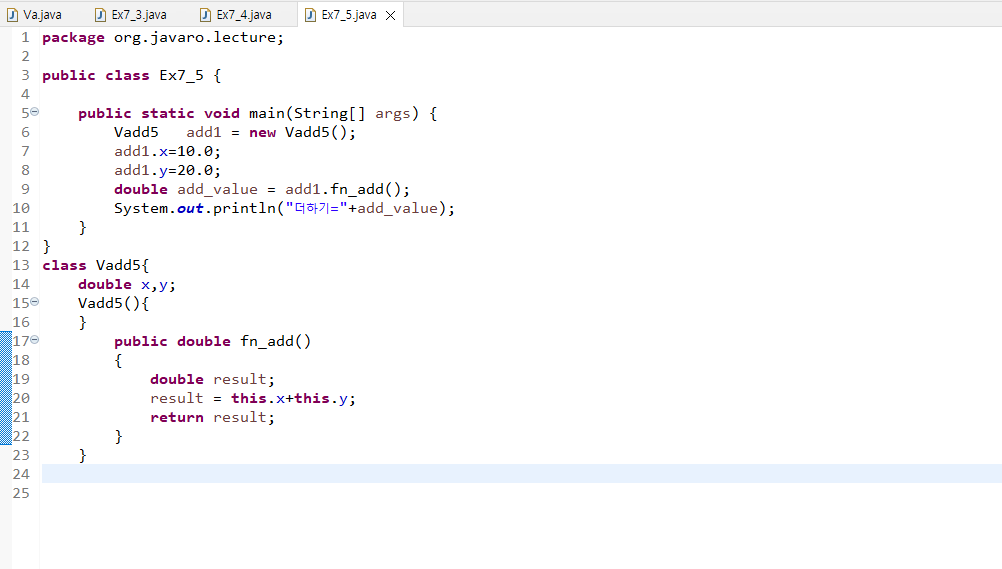 Va.java Ex7_3.java Ex7_4.java Ex7_5.java
1 package org.javaro.lecture;
2
3 public class Ex7_5 {
4
5 public static void main(String[] args) {
6 Vadd5 add1 = new Vadd5();
7 add1.x=10.0;
8 add1.y=20.0;
9 double add_value = add1.fn_add();
10 System.out.println("더하기="+add_value);
11 }
12 }
13 class Vadd5{
14 double x,y;
15 Vadd5(){
16 }
17 public double fn_add()
18 {
19 double result;
20 result = this.x+this.y;
21 return result;
22 }
23 }
24
25